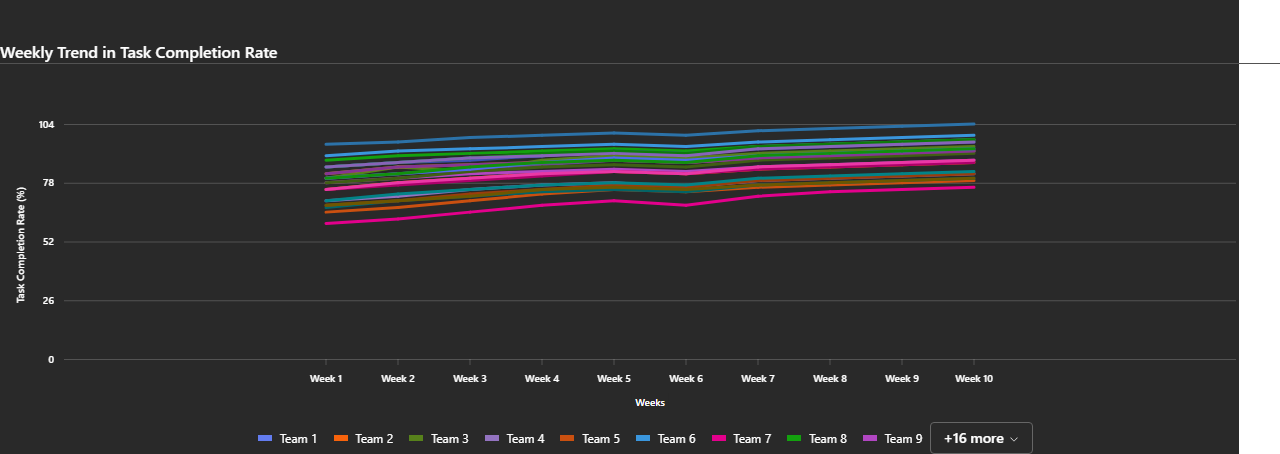 Weekly Trend in Task Completion Rate
104
78
52
26
0
Task Completion Rate (%)
Week 1 Week 2 Week 3 Week 4 Week 5 Week 6 Week 7 Week 8 Week 9 Week 10
Weeks
Team 1 Team 2 Team 3 Team 4 Team 5 Team 6 Team 7 Team 8 Team 9 +16 more